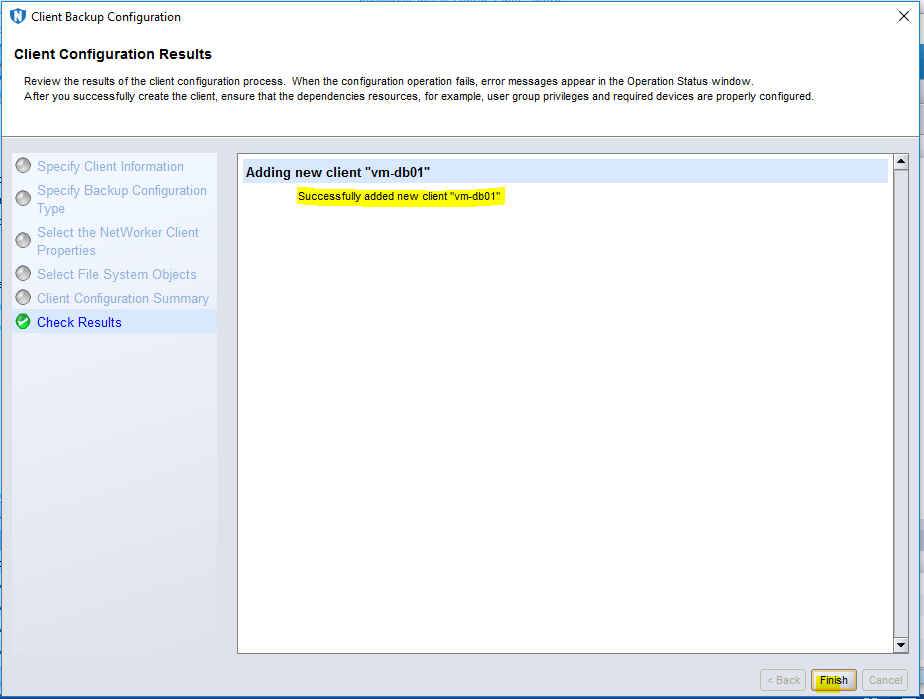 Client Backup Configuration
Client Configuration Results
Review the results of the client configuration process. When the configuration operation fails, error messages appear in the Operation Status window.
After you successfully create the client, ensure that the dependencies resources, for example, user group privileges and required devices are properly configured.
Specify Client Information
Specify Backup Configuration
Type
Select the NetWorker Client
Properties
Select File System Objects
Client Configuration Summary
Check Results
Adding new client "vm-db01"
Successfully added new client "vm-db01"
< Back
Finish
Cancel